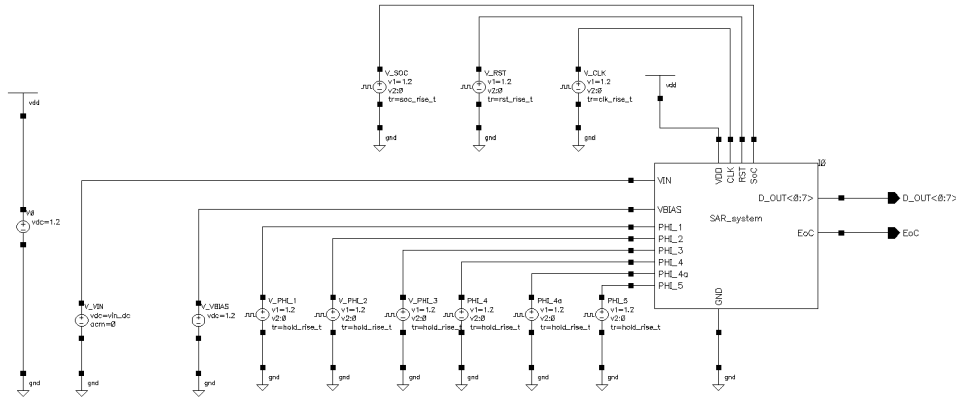 V_SOC
v1=1.2
v2:0
tr=soc_rise_t
gnd
V_RST
v1=1.2
v2:0
tr=rst_rise_t
gnd
V_CLK
v1=1.2
v2:0
tr=clk_rise_t
gnd
vdd
vdd
V0
vdc=1.2
gnd
VDD
CLK
RST
SoC
VIN
VBIAS
PHI_1
PHI_2
PHI_3
PHI_4
PHI_4a
PHI_5
SAR_system
GND
D_OUT<0:7>
EoC
D_OUT<0:7>
EoC
V_VIN
vdc=vin_dc
acm=0
gnd
V_VBIAS
vdc=1.2
gnd
V_PHI_1
v1=1.2
v2:0
tr=hold_rise_t
gnd
V_PHI_2
v1=1.2
v2:0
tr=hold_rise_t
gnd
V_PHI_3
v1=1.2
v2:0
tr=hold_rise_t
gnd
PHI_4
v1=1.2
v2:0
tr=hold_rise_t
gnd
PHI_4a
v1=1.2
v2:0
tr=hold_rise_t
gnd
PHI_5
v1=1.2
v2:0
tr=hold_rise_t
gnd
gnd